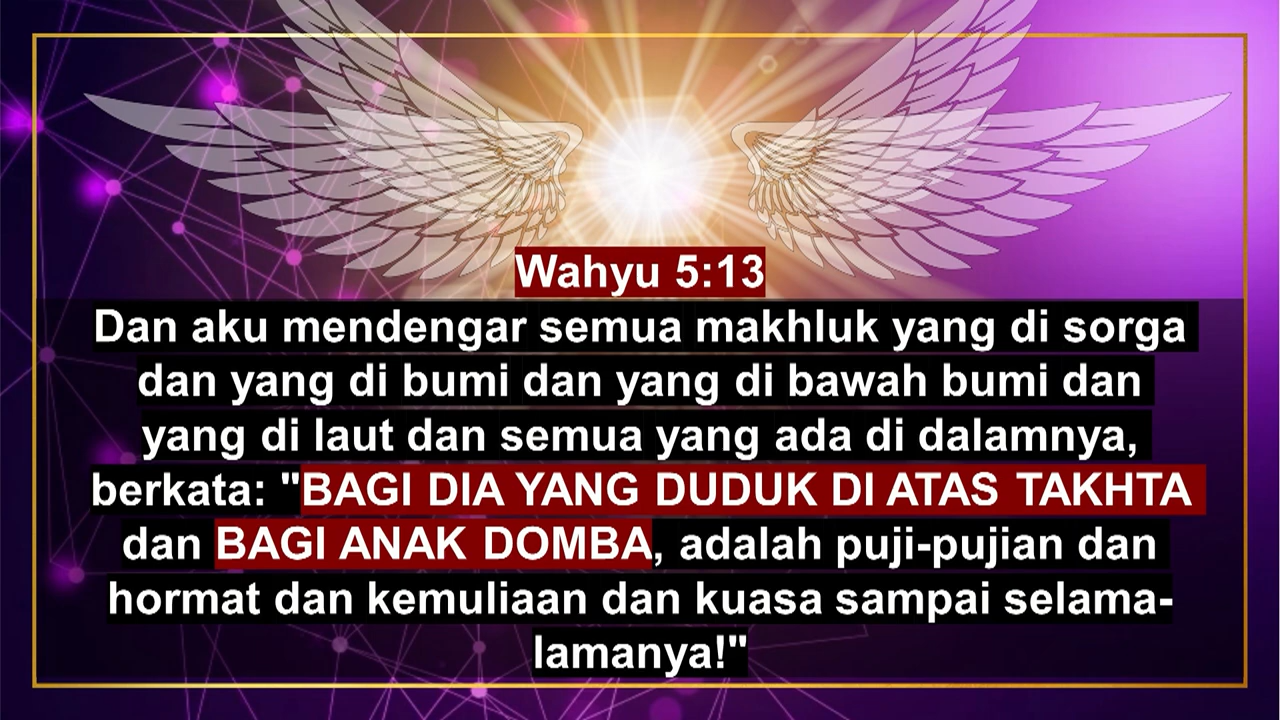 Wahyu 5:13
Dan aku mendengar semua makhluk yang di sorga
dan yang di bumi dan yang di bawah bumi dan
yang di laut dan semua yang ada di dalamnya,
berkata: "BAGI DIA YANG DUDUK DI ATAS TAKHTA
dan BAGI ANAK DOMBA, adalah puji-pujian dan
hormat dan kemuliaan dan kuasa sampai selama-
lamanya!"